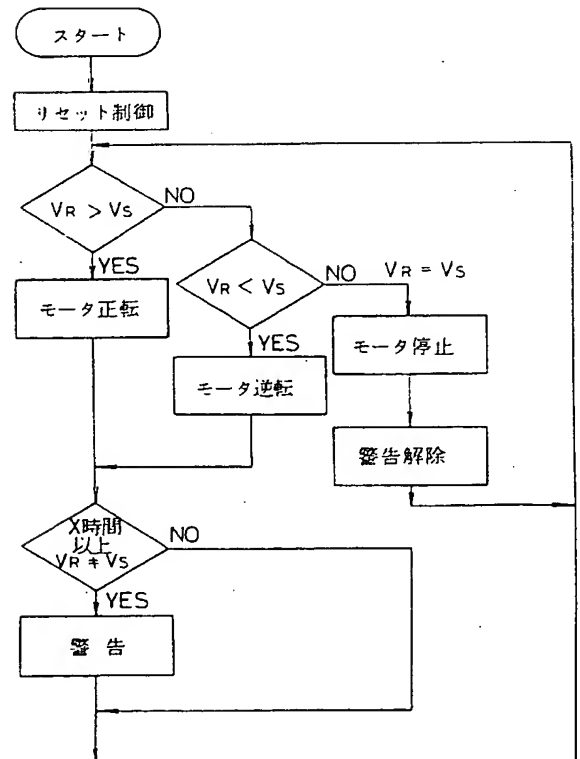 スタート
リセット制御
VR > VS
NO
YES
モータ正転
VR < VS
NO
VR = VS
YES
モータ逆転
モータ停止
警告解除
X時間
以上
VR ≠ VS
NO
YES
警告